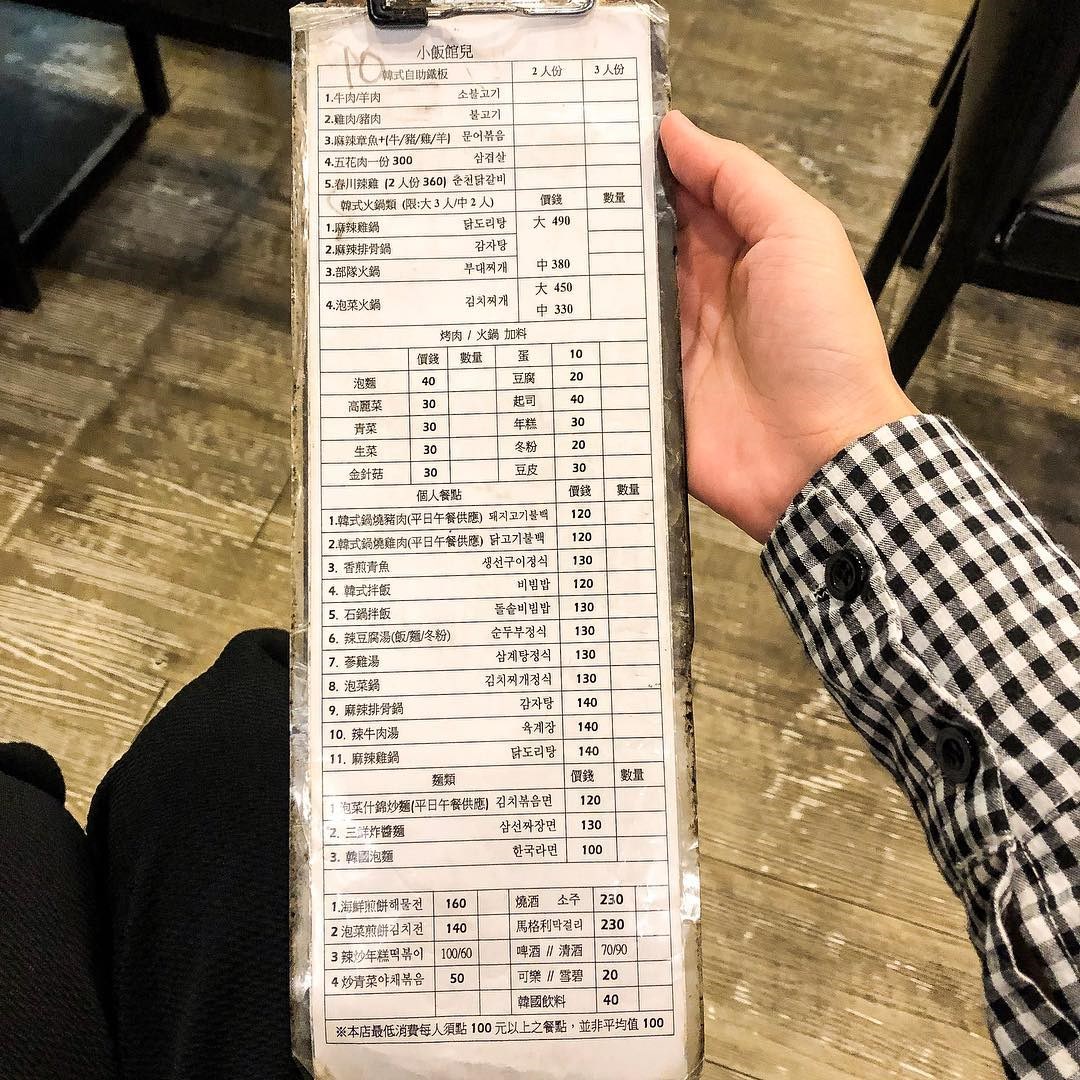 小飯館兒
10
韓式自助鐵板 2人份 3人份
1.牛肉/羊肉 소불고기
2.雞肉/豬肉 불고기
3.麻辣章魚+(牛/豬/雞/羊) 문어볶음
4.五花肉一份 300 삼겹살
5.春川辣雞 (2 人份 360) 춘천닭갈비
韓式火鍋類 (限:大 3 人/中 2 人) 價錢 數量
1.麻辣雞鍋 닭도리탕 大 490
2.麻辣排骨鍋 감자탕
3.部隊火鍋 부대찌개 中 380
大 450
4.泡菜火鍋 김치찌개
中 330
烤肉 / 火鍋 加料
價錢 數量 蛋 10
泡麵 40 豆腐 20
高麗菜 30 起司 40
青菜 30 年糕 30
生菜 30 冬粉 20
金針菇 30 豆皮 30
個人餐點 價錢 數量
1.韓式鍋燒豬肉(平日午餐供應) 돼지고기불백 120
2.韓式鍋燒雞肉(平日午餐供應) 닭고기불백 120
3. 香煎青魚 생선구이정식 130
4. 韓式拌飯 비빔밥 120
5. 石鍋拌飯 돌솥비빔밥 130
6. 辣豆腐湯(飯/麵/冬粉) 순두부정식 130
7. 蔘雞湯 삼계탕정식 130
8. 泡菜鍋 김치찌개정식 130
9. 麻辣排骨鍋 감자탕 140
10. 辣牛肉湯 육계장 140
11. 麻辣雞鍋 닭도리탕 140
麵類 價錢 數量
1 泡菜什錦炒麵(平日午餐供應) 김치볶음면 120
2. 三鮮炸醬麵 삼선짜장면 130
3. 韓國泡麵 한국라면 100
1.海鮮煎餅해물전 160 燒酒 소주 230
2 泡菜煎餅김치전 140 馬格利막걸리 230
3 辣炒年糕떡볶이 100/60 啤酒 // 清酒 70/90
4 炒青菜야채볶음 50 可樂 // 雪碧 20
韓國飲料 40
※本店最低消費每人須點 100 元以上之餐點，並非平均值 100